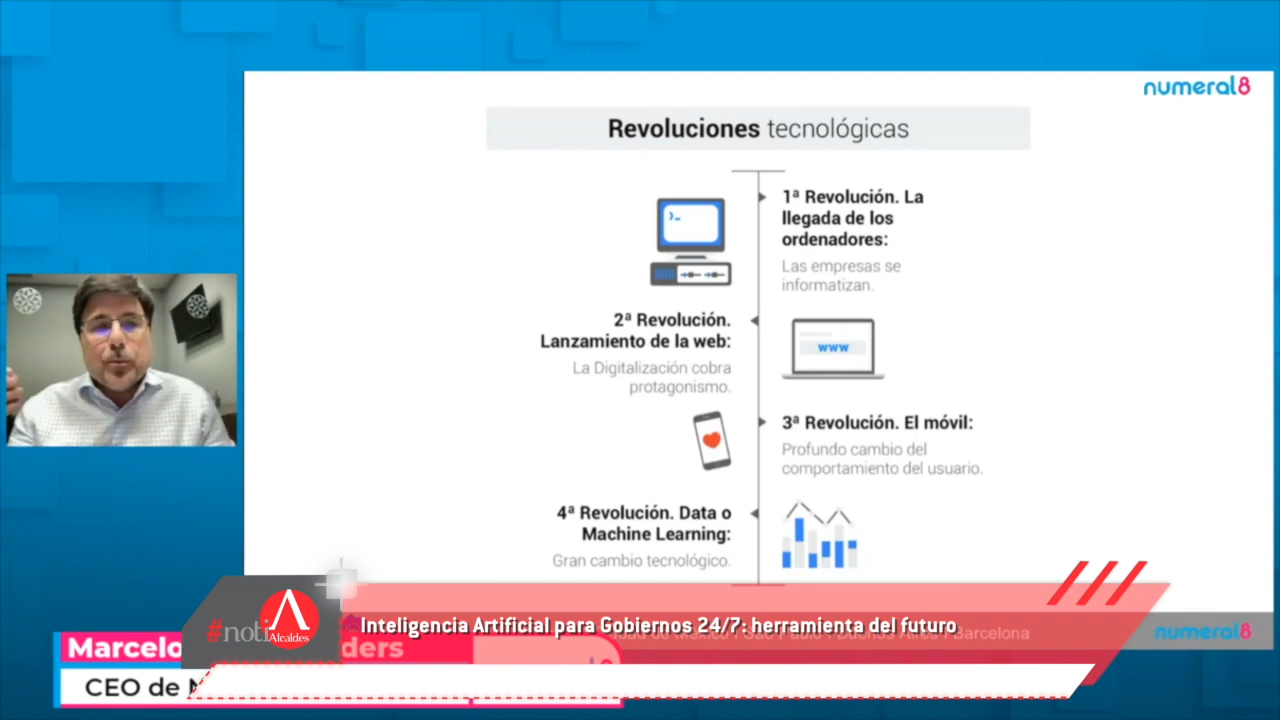 numeral8
Revoluciones tecnológicas
1ª Revolución. La
llegada de los
ordenadores:
Las empresas se
informatizan.
2ª Revolución.
Lanzamiento de la web:
La Digitalización cobra
protagonismo.
www
3ª Revolución. El móvil:
Profundo cambio del
comportamiento del usuario.
4ª Revolución. Data o
Machine Learning:
Gran cambio tecnológico.
#noti Alcaldes
Inteligencia Artificial para Gobiernos 24/7: herramienta del futuro
Barcelona
numeral8
Marcelo
ders
CEO de